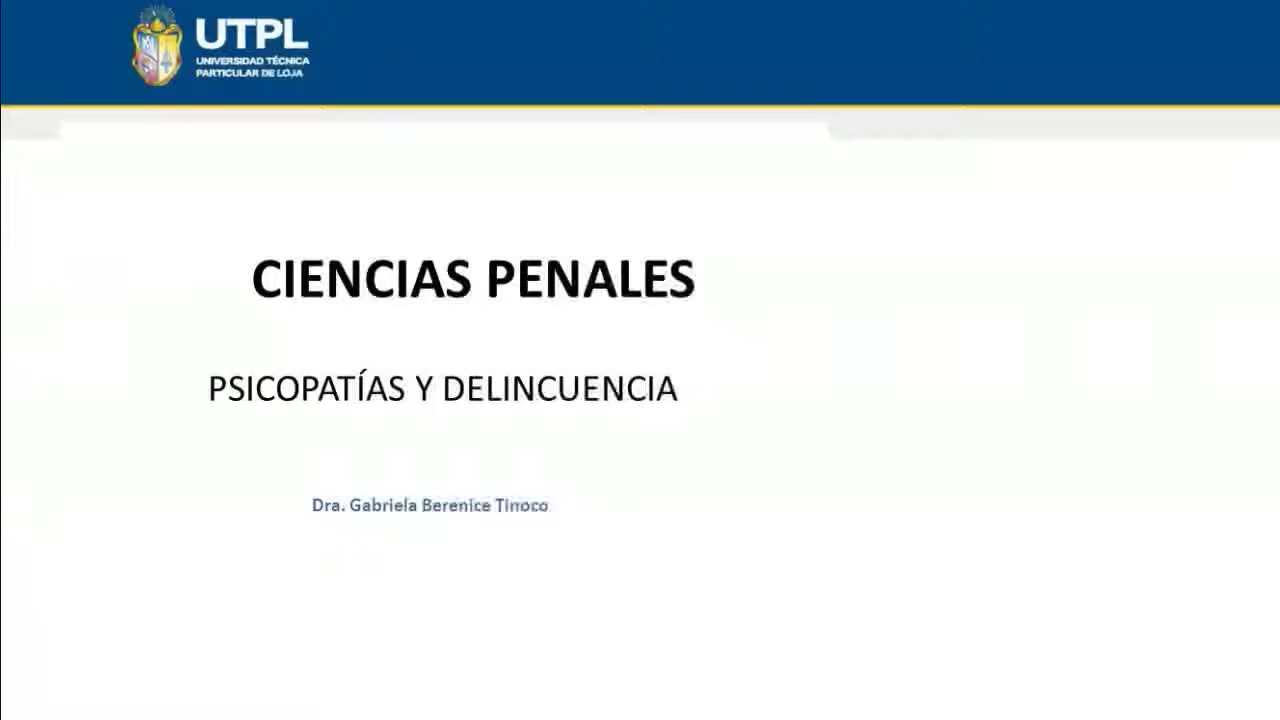 UTPL
UNIVERSIDAD TÉCNICA
PARTICULAR DE LOJA
CIENCIAS PENALES
PSICOPATÍAS Y DELINCUENCIA
Dra. Gabriela Berenice Tinoco